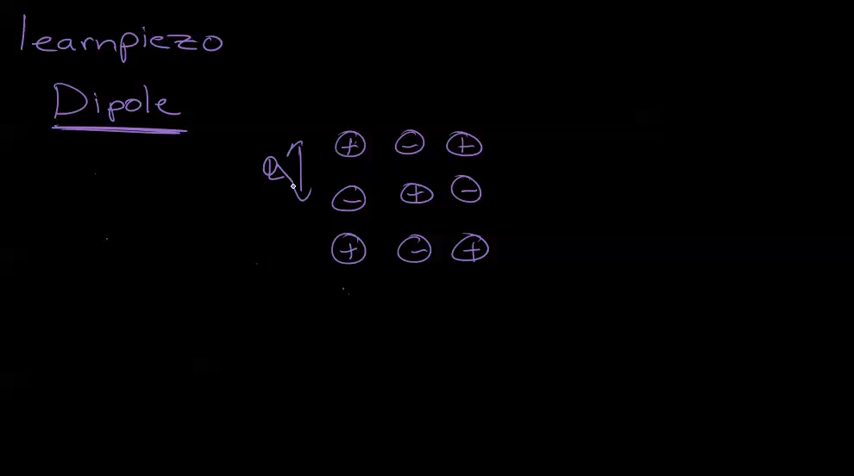 learnpiezo
Dipole
+ - +
- + -
+ - +